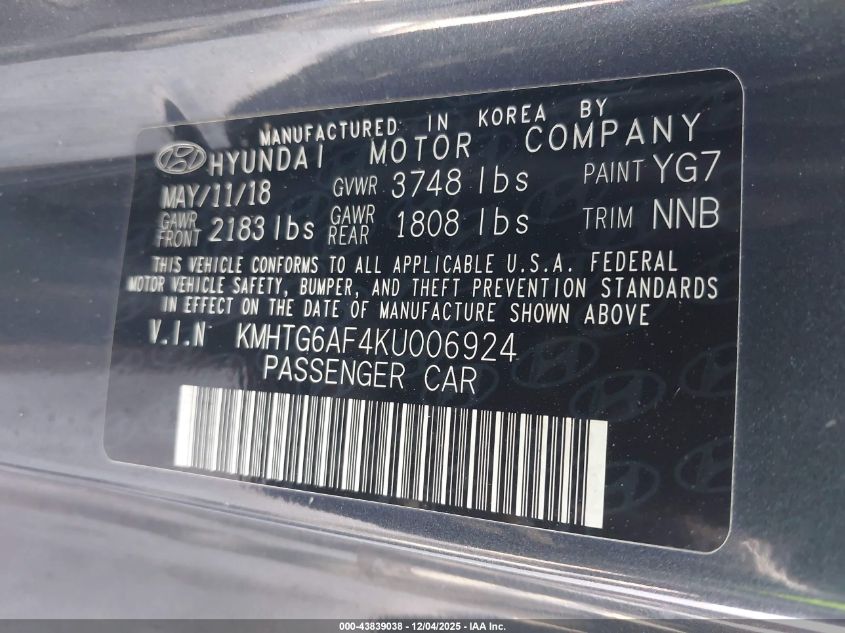 MANUFACTURED IN KOREA BY
HYUNDAI MOTOR COMPANY
MAY/11/18 GVWR 3748 lbs PAINT YG7
GAWR FRONT 2183 lbs GAWR REAR 1808 lbs TRIM NNB
THIS VEHICLE CONFORMS TO ALL APPLICABLE U.S.A. FEDERAL
MOTOR VEHICLE SAFETY, BUMPER, AND THEFT PREVENTION STANDARDS
IN EFFECT ON THE DATE OF MANUFACTURE SHOWN ABOVE
V.I.N KMHTG6AF4KU006924
PASSENGER CAR
000-43839038 - 12/04/2025 - IAA Inc.